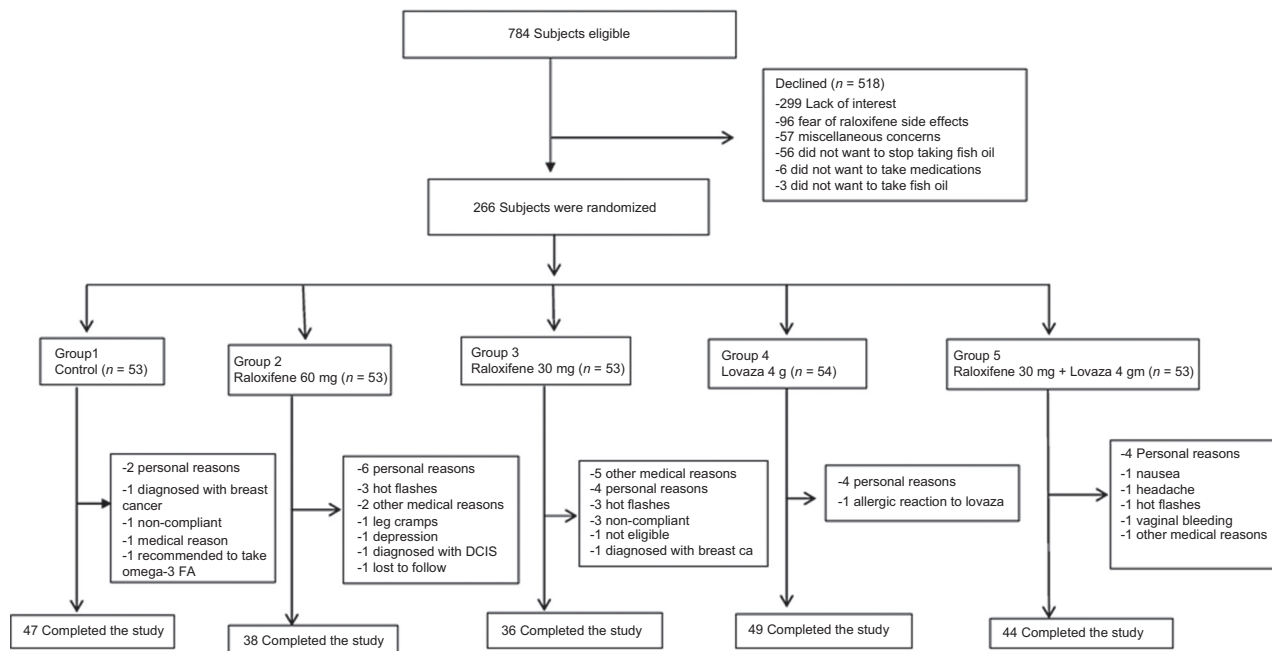 784 Subjects eligible
Declined (n = 518)
-299 Lack of interest
-96 fear of raloxifene side effects
-57 miscellaneous concerns
-56 did not want to stop taking fish oil
-6 did not want to take medications
-3 did not want to take fish oil
266 Subjects were randomized
Group1
Control (n = 53)
Group 2
Raloxifene 60 mg (n = 53)
Group 3
Raloxifene 30 mg (n = 53)
Group 4
Lovaza 4 g (n = 54)
Group 5
Raloxifene 30 mg + Lovaza 4 gm (n = 53)
-2 personal reasons
-1 diagnosed with breast
cancer
-1 non-compliant
-1 medical reason
-1 recommended to take
omega-3 FA
-6 personal reasons
-3 hot flashes
-2 other medical reasons
-1 leg cramps
-1 depression
-1 diagnosed with DCIS
-1 lost to follow
-5 other medical reasons
-4 personal reasons
-3 hot flashes
-3 non-compliant
-1 not eligible
-1 diagnosed with breast ca
-4 personal reasons
-1 allergic reaction to lovaza
-4 Personal reasons
-1 nausea
-1 headache
-1 hot flashes
-1 vaginal bleeding
-1 other medical reasons
47 Completed the study
38 Completed the study
36 Completed the study
49 Completed the study
44 Completed the study